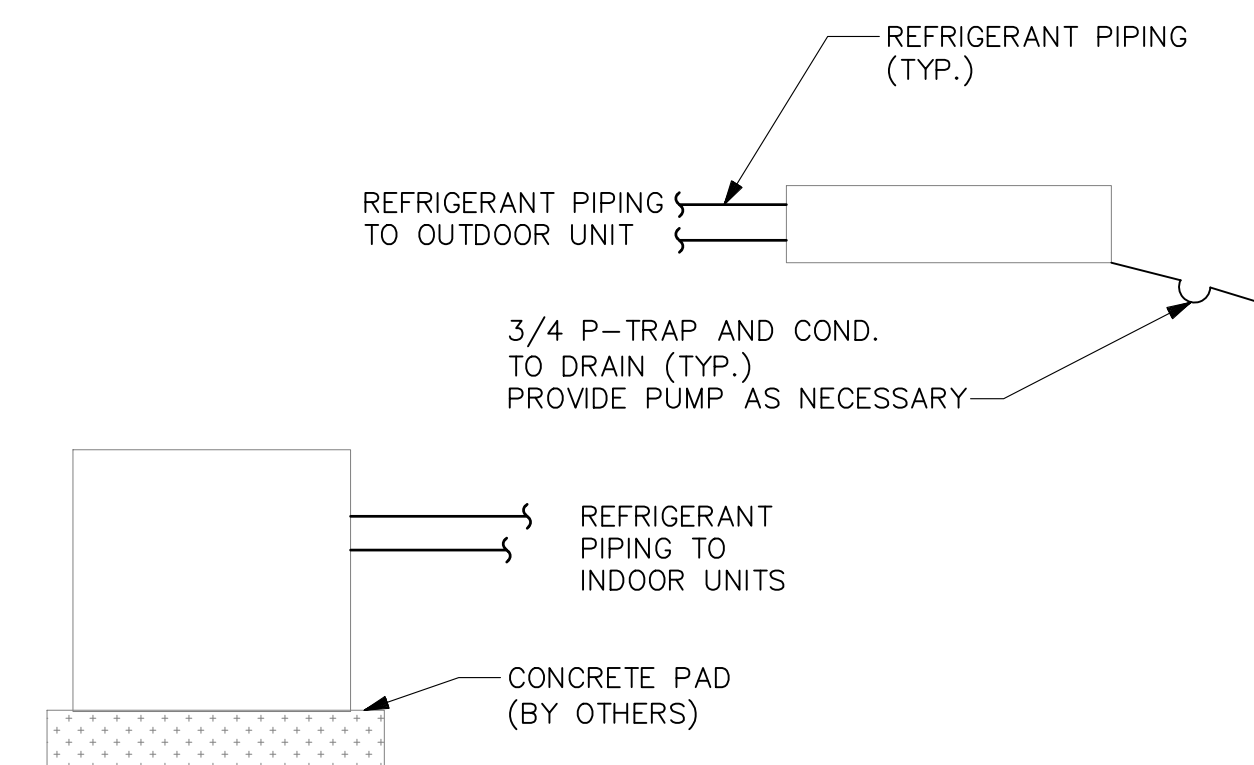 REFRIGERANT PIPING
(TYP.)
REFRIGERANT PIPING
TO OUTDOOR UNIT
3/4 P-TRAP AND COND.
TO DRAIN (TYP.)
PROVIDE PUMP AS NECESSARY
REFRIGERANT
PIPING TO
INDOOR UNITS
CONCRETE PAD
(BY OTHERS)